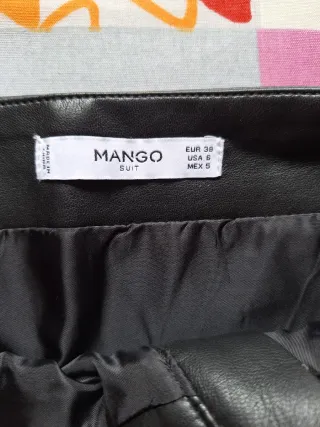 MANGO
SUIT
EUR 38
USA 6
MEX 5